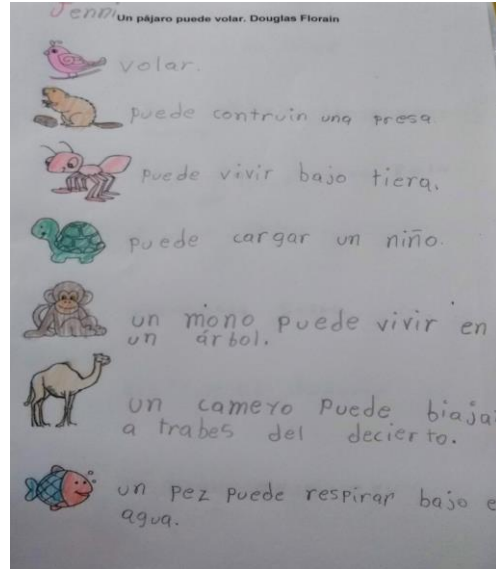 Jenni
Un pájaro puede volar. Douglas Florain
volar.
puede contruin una presa.
puede vivir bajo tiera.
puede cargar un niño.
un mono puede vivir en
un árbol.
un cameyo puede biaja
a trabes del decierto.
un pez puede respirar bajo e
agua.